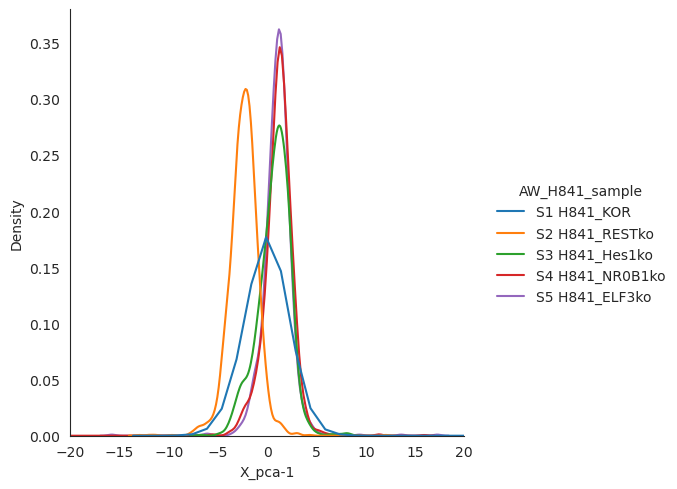 0.35
0.30
0.25
0.20
0.15
0.10
0.05
0.00
Density
−20 −15 −10 −5 0 5 10 15 20
X_pca-1
AW_H841_sample
S1 H841_KOR
S2 H841_RESTko
S3 H841_Hes1ko
S4 H841_NR0B1ko
S5 H841_ELF3ko